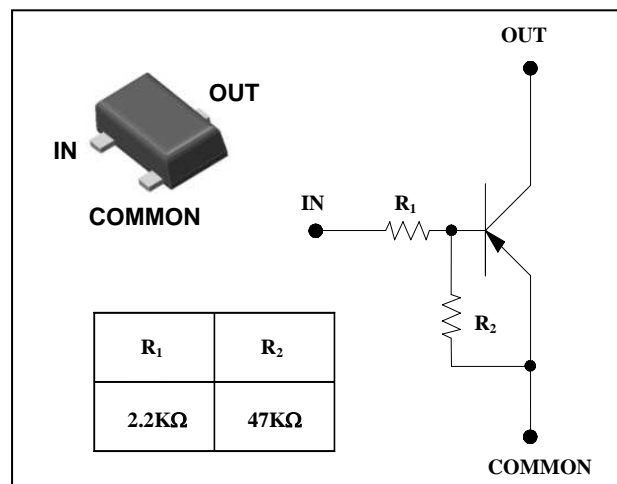 OUT
OUT
IN
COMMON
IN
R₁
R₂
R₁ R₂
2.2KΩ 47KΩ
COMMON